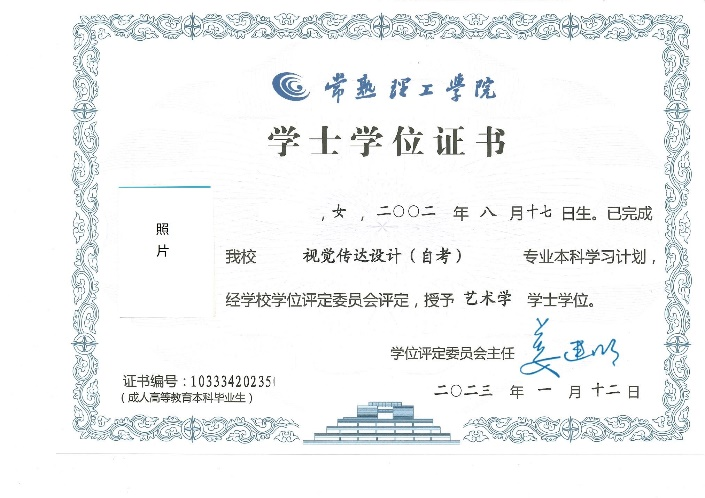 常熟理工学院
学士学位证书
，女，二〇〇二 年 八 月十七日生。已完成
照
片
我校 视觉传达设计（自考） 专业本科学习计划，
经学校学位评定委员会评定，授予 艺术学 学士学位。
学位评定委员会主任 姜建明
证书编号：10333420235
（成人高等教育本科毕业生）
二〇二三 年 一 月 十二 日